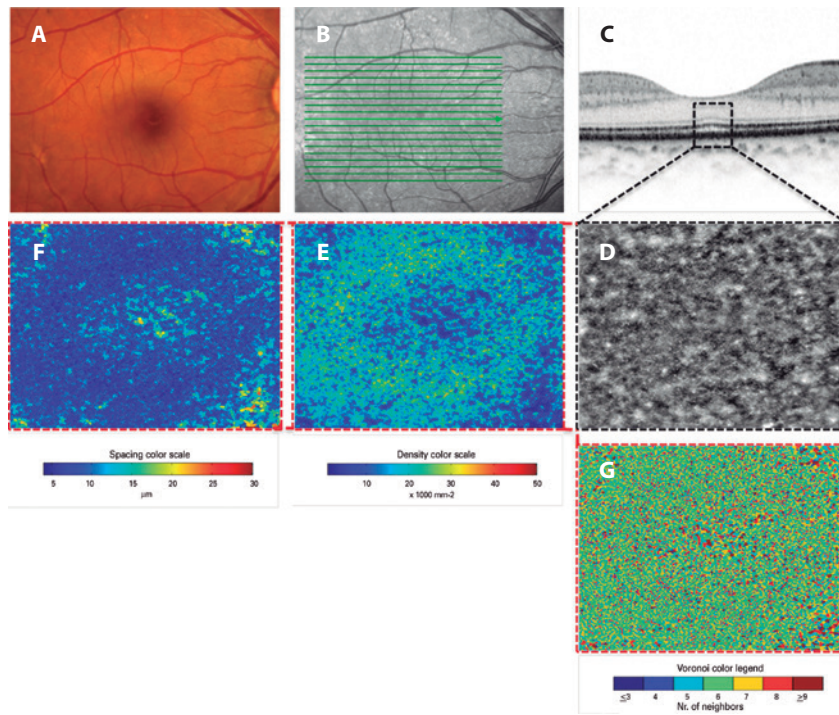 A
B
C
F
E
D
Spacing color scale
5 10 15 20 25 30
µm
Density color scale
10 20 30 40 50
x 1000 mm-2
G
Voronoi color legend
≤3 4 5 6 7 8 ≥9
Nr. of neighbors